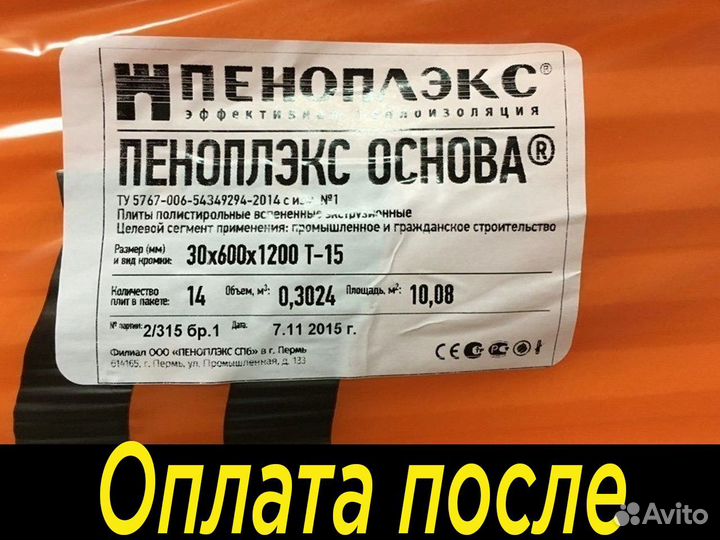 ПЕНОПЛЭКС®
ЭФФЕКТИВНАЯ ТЕПЛОИЗОЛЯЦИЯ
ПЕНОПЛЭКС ОСНОВА®
ТУ 5767-006-54349294-2014 с изм. №1
Плиты полистирольные вспененные экструзионные
Целевой сегмент применения: промышленное и гражданское строительство
Размер (мм) и вид кромки: 30х600х1200 Т-15
Количество плит в пакете: 14 Объем, м³: 0,3024 Площадь, м²: 10,08
№ партии: 2/315 бр.1 Дата: 7.11 2015 г.
Филиал ООО «ПЕНОПЛЭКС СПб» в г. Пермь
614165, г. Пермь, ул. Промышленная, д. 133
CE
Оплата после
Avito